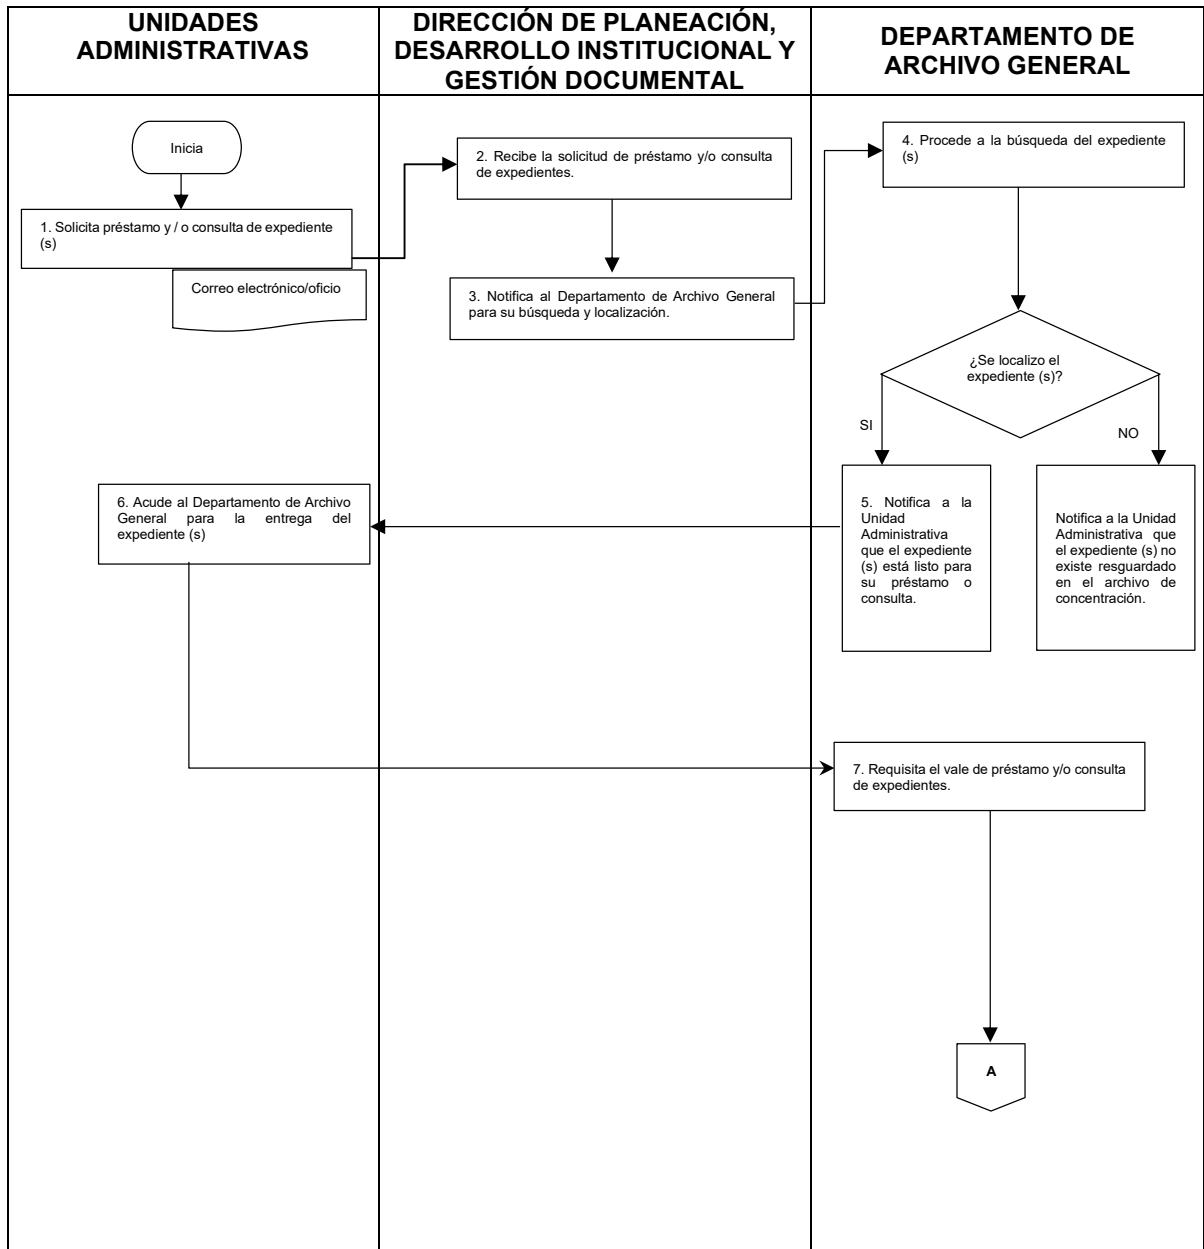 UNIDADES
ADMINISTRATIVAS
DIRECCIÓN DE PLANEACIÓN,
DESARROLLO INSTITUCIONAL Y
GESTIÓN DOCUMENTAL
DEPARTAMENTO DE
ARCHIVO GENERAL
Inicia
1. Solicita préstamo y / o consulta de expediente
(s)
Correo electrónico/oficio
2. Recibe la solicitud de préstamo y/o consulta
de expedientes.
3. Notifica al Departamento de Archivo General
para su búsqueda y localización.
4. Procede a la búsqueda del expediente
(s)
¿Se localizo el
expediente (s)?
SI
NO
5. Notifica a la
Unidad
Administrativa
que el expediente
(s) está listo para
su préstamo o
consulta.
Notifica a la Unidad
Administrativa que
el expediente (s) no
existe resguardado
en el archivo de
concentración.
6. Acude al Departamento de Archivo
General para la entrega del
expediente (s)
7. Requisita el vale de préstamo y/o consulta
de expedientes.
A